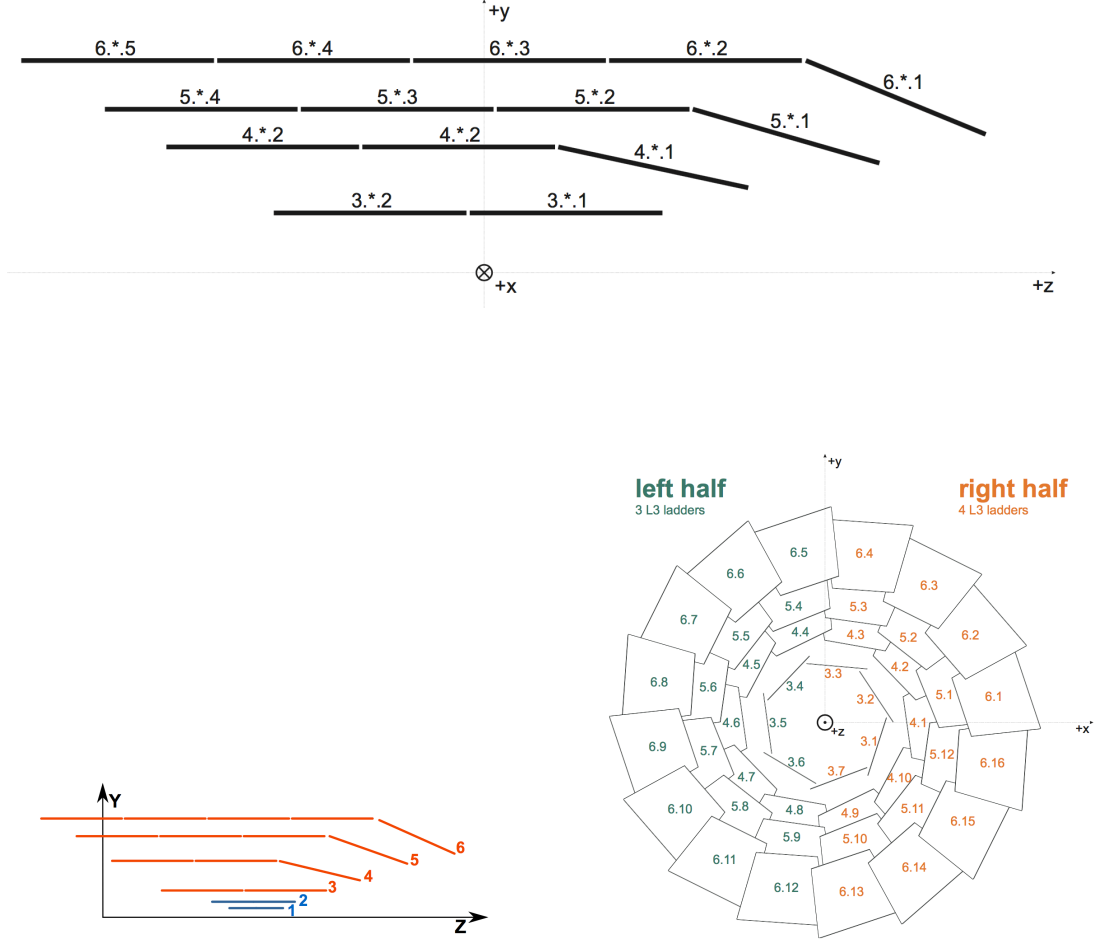 +y
6.*.5 6.*.4 6.*.3 6.*.2
6.*.1
5.*.4 5.*.3 5.*.2
5.*.1
4.*.2 4.*.2
4.*.1
3.*.2 3.*.1
+x
+z
+y
left half
3 L3 ladders
right half
4 L3 ladders
6.5 6.4
6.6 6.3
5.4 5.3
6.7
4.4 4.3
5.5 5.2
6.2
4.5 4.2
3.3
6.8 5.6 3.4
3.2
5.1 6.1
4.6 3.5 4.1
+z
+x
3.1
6.9 5.7
5.12 6.16
3.6
3.7
4.7 4.10
6.10 5.8 4.8 4.9 5.11
6.15
5.9 5.10
6.11
6.14
6.12 6.13
Y
6
5
4
3
2
1
Z